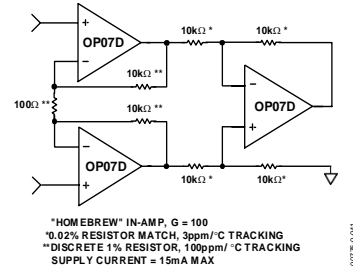 +
OP07D
–
10kΩ *
10kΩ *
10kΩ **
–
OP07D
+
100Ω **
10kΩ **
–
OP07D
+
10kΩ *
10kΩ*
"HOMEBREW" IN-AMP, G = 100
*0.02% RESISTOR MATCH, 3ppm/°C TRACKING
**DISCRETE 1% RESISTOR, 100ppm/°C TRACKING
SUPPLY CURRENT = 15mA MAX